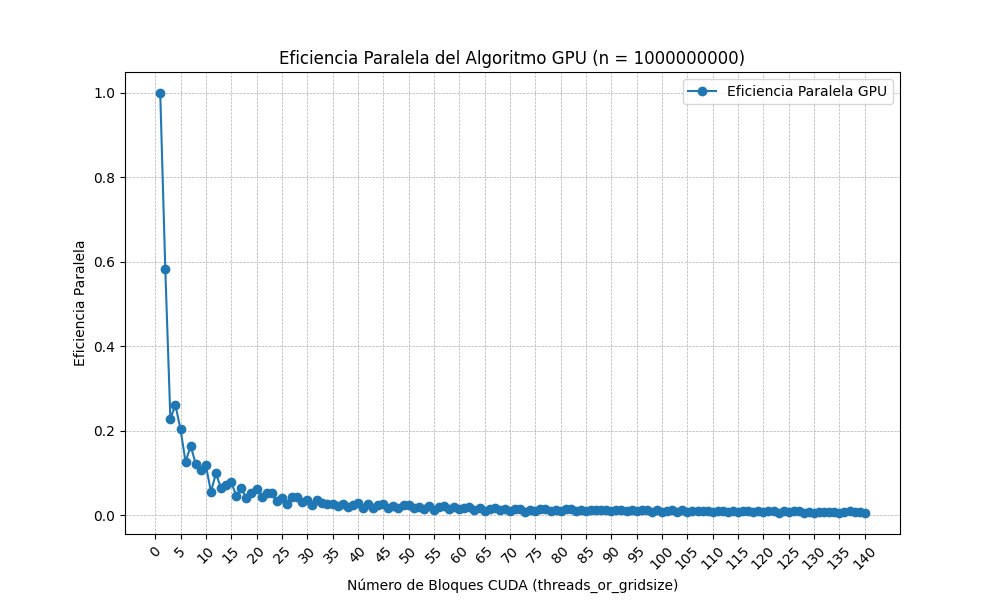 Eficiencia Paralela del Algoritmo GPU (n = 1000000000)
Eficiencia Paralela GPU
1.0
0.8
0.6
0.4
0.2
0.0
Eficiencia Paralela
0 5 10 15 20 25 30 35 40 45 50 55 60 65 70 75 80 85 90 95 100 105 110 115 120 125 130 135 140
Número de Bloques CUDA (threads_or_gridsize)